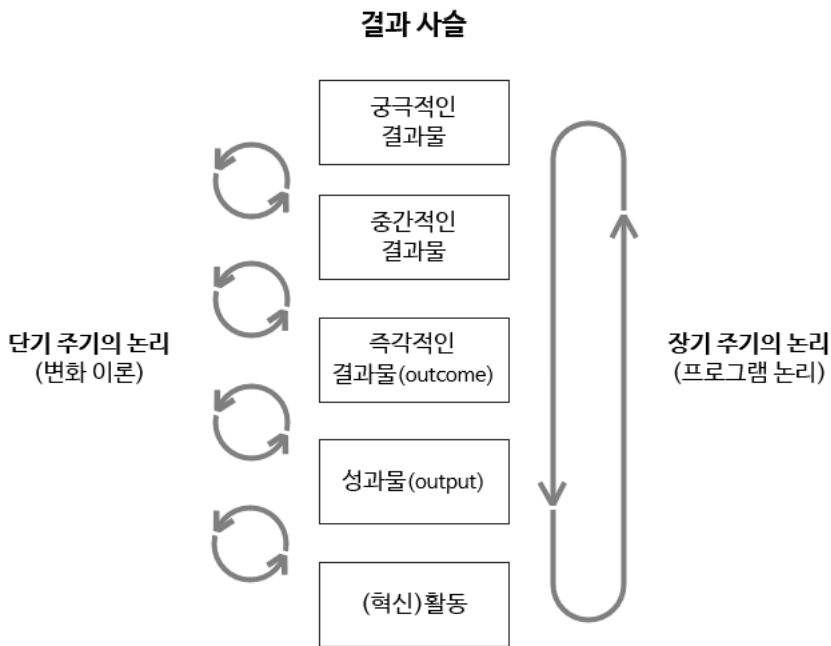 결과 사슬
궁극적인
결과물
중간적인
결과물
단기 주기의 논리
(변화 이론)
즉각적인
결과물(outcome)
장기 주기의 논리
(프로그램 논리)
성과물(output)
(혁신)활동